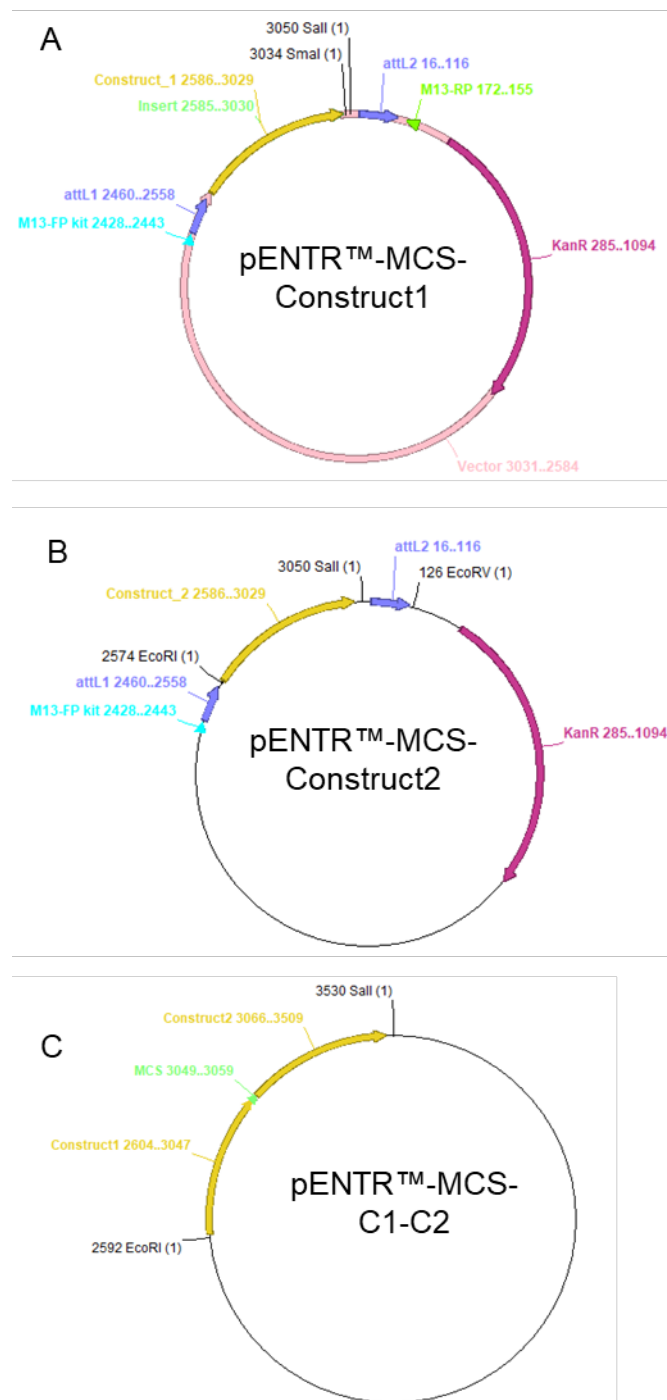 A
3050 SalI (1)
3034 SmaI (1)
attL2 16..116
Construct_1 2586..3029
M13-RP 172..155
Insert 2585..3030
attL1 2460..2558
M13-FP kit 2428..2443
KanR 285..1094
pENTR™-MCS-
Construct1
Vector 3031..2584
B
attL2 16..116
3050 SalI (1)
126 EcoRV (1)
Construct_2 2586..3029
2574 EcoRI (1)
attL1 2460..2558
M13-FP kit 2428..2443
KanR 285..1094
pENTR™-MCS-
Construct2
3530 SalI (1)
Construct2 3066..3509
C
MCS 3049..3059
Construct1 2604..3047
pENTR™-MCS-
C1-C2
2592 EcoRI (1)